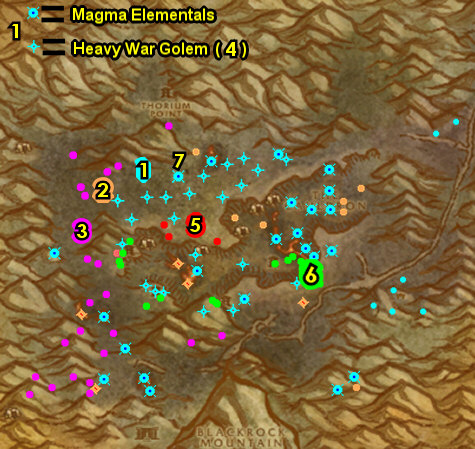 1 = Magma Elementals
= Heavy War Golem ( 4 )
THORIUM
POINT
1
7
2
3
5
6
BLACKROCK
MOUNTAIN